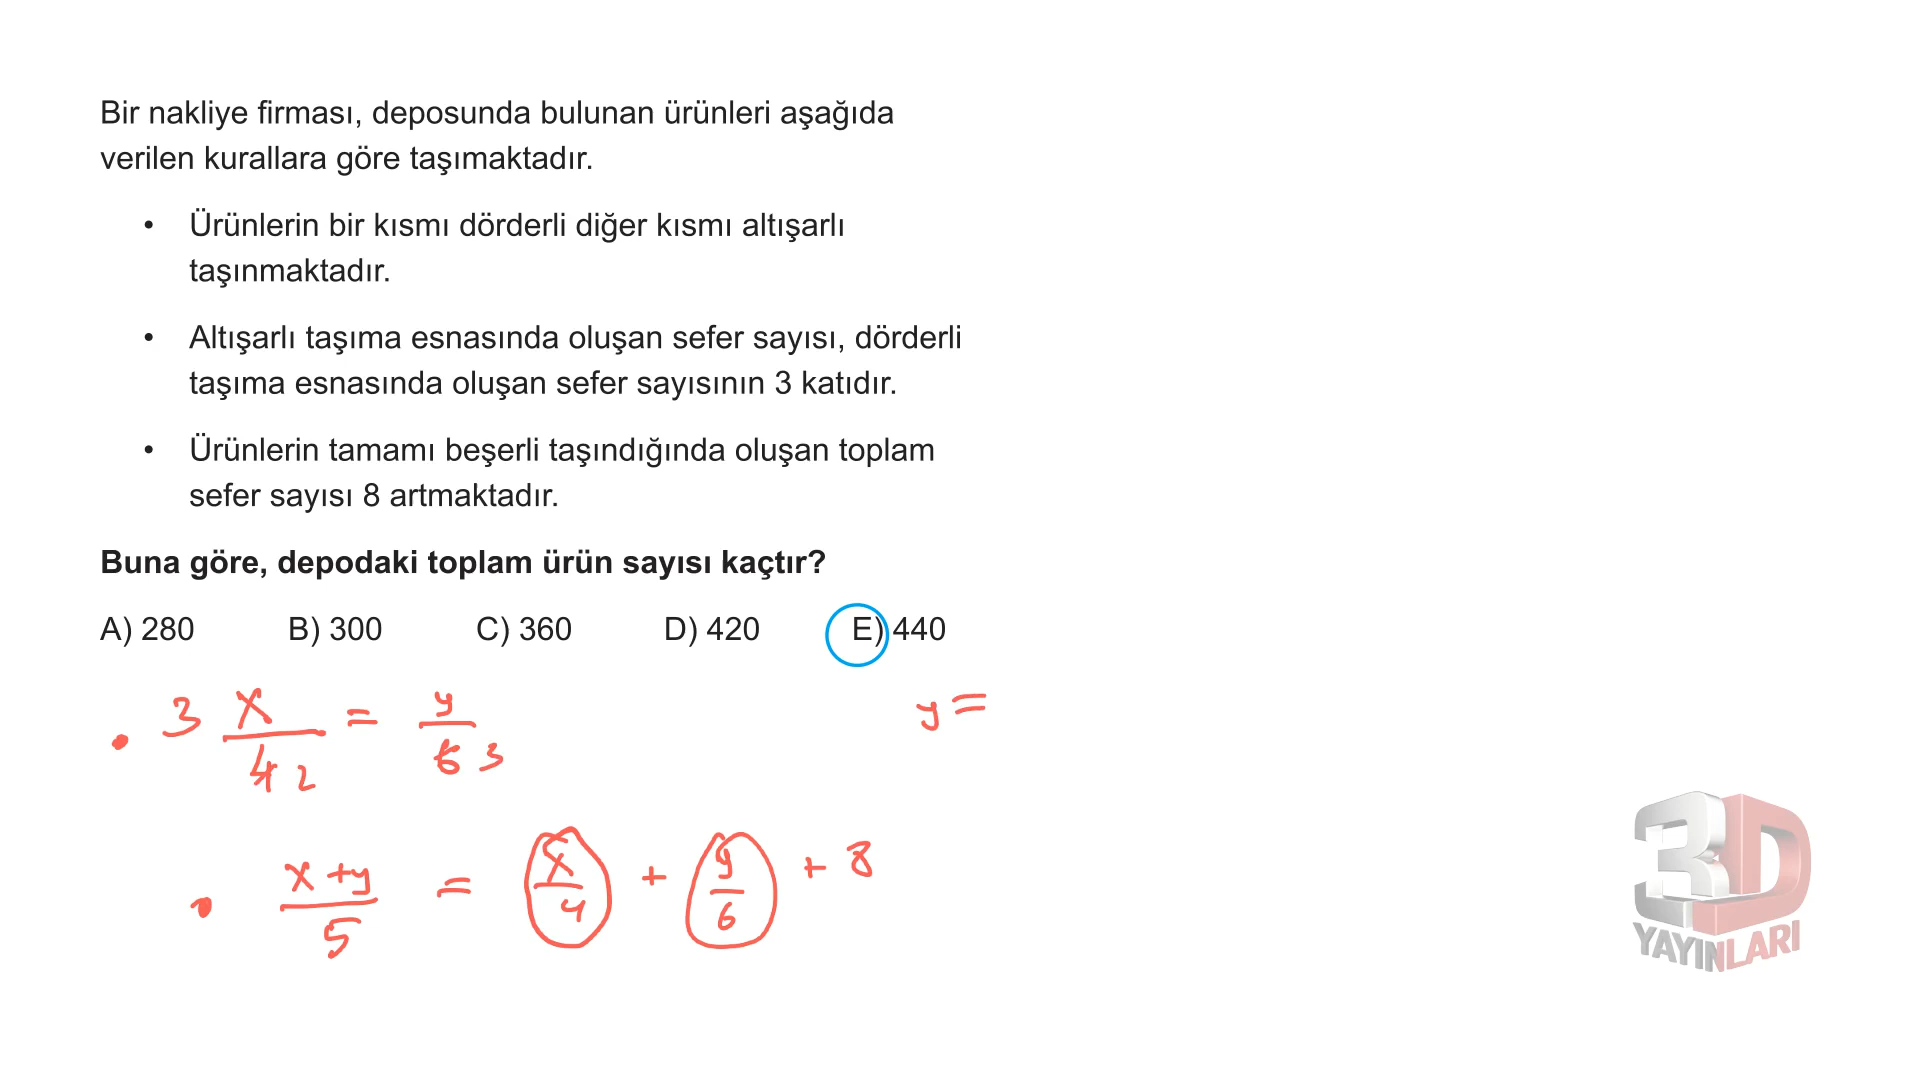 Bir nakliye firması, deposunda bulunan ürünleri aşağıda
verilen kurallara göre taşımaktadır.
• Ürünlerin bir kısmı dörderli diğer kısmı altışarlı
taşınmaktadır.
• Altışarlı taşıma esnasında oluşan sefer sayısı, dörderli
taşıma esnasında oluşan sefer sayısının 3 katıdır.
• Ürünlerin tamamı beşerli taşındığında oluşan toplam
sefer sayısı 8 artmaktadır.
Buna göre, depodaki toplam ürün sayısı kaçtır?
A) 280 B) 300 C) 360 D) 420 E) 440
• 3 x/4 2 = y/6 3
y =
• x+y/5 = x/4 + y/6 + 8
3D
YAYINLARI